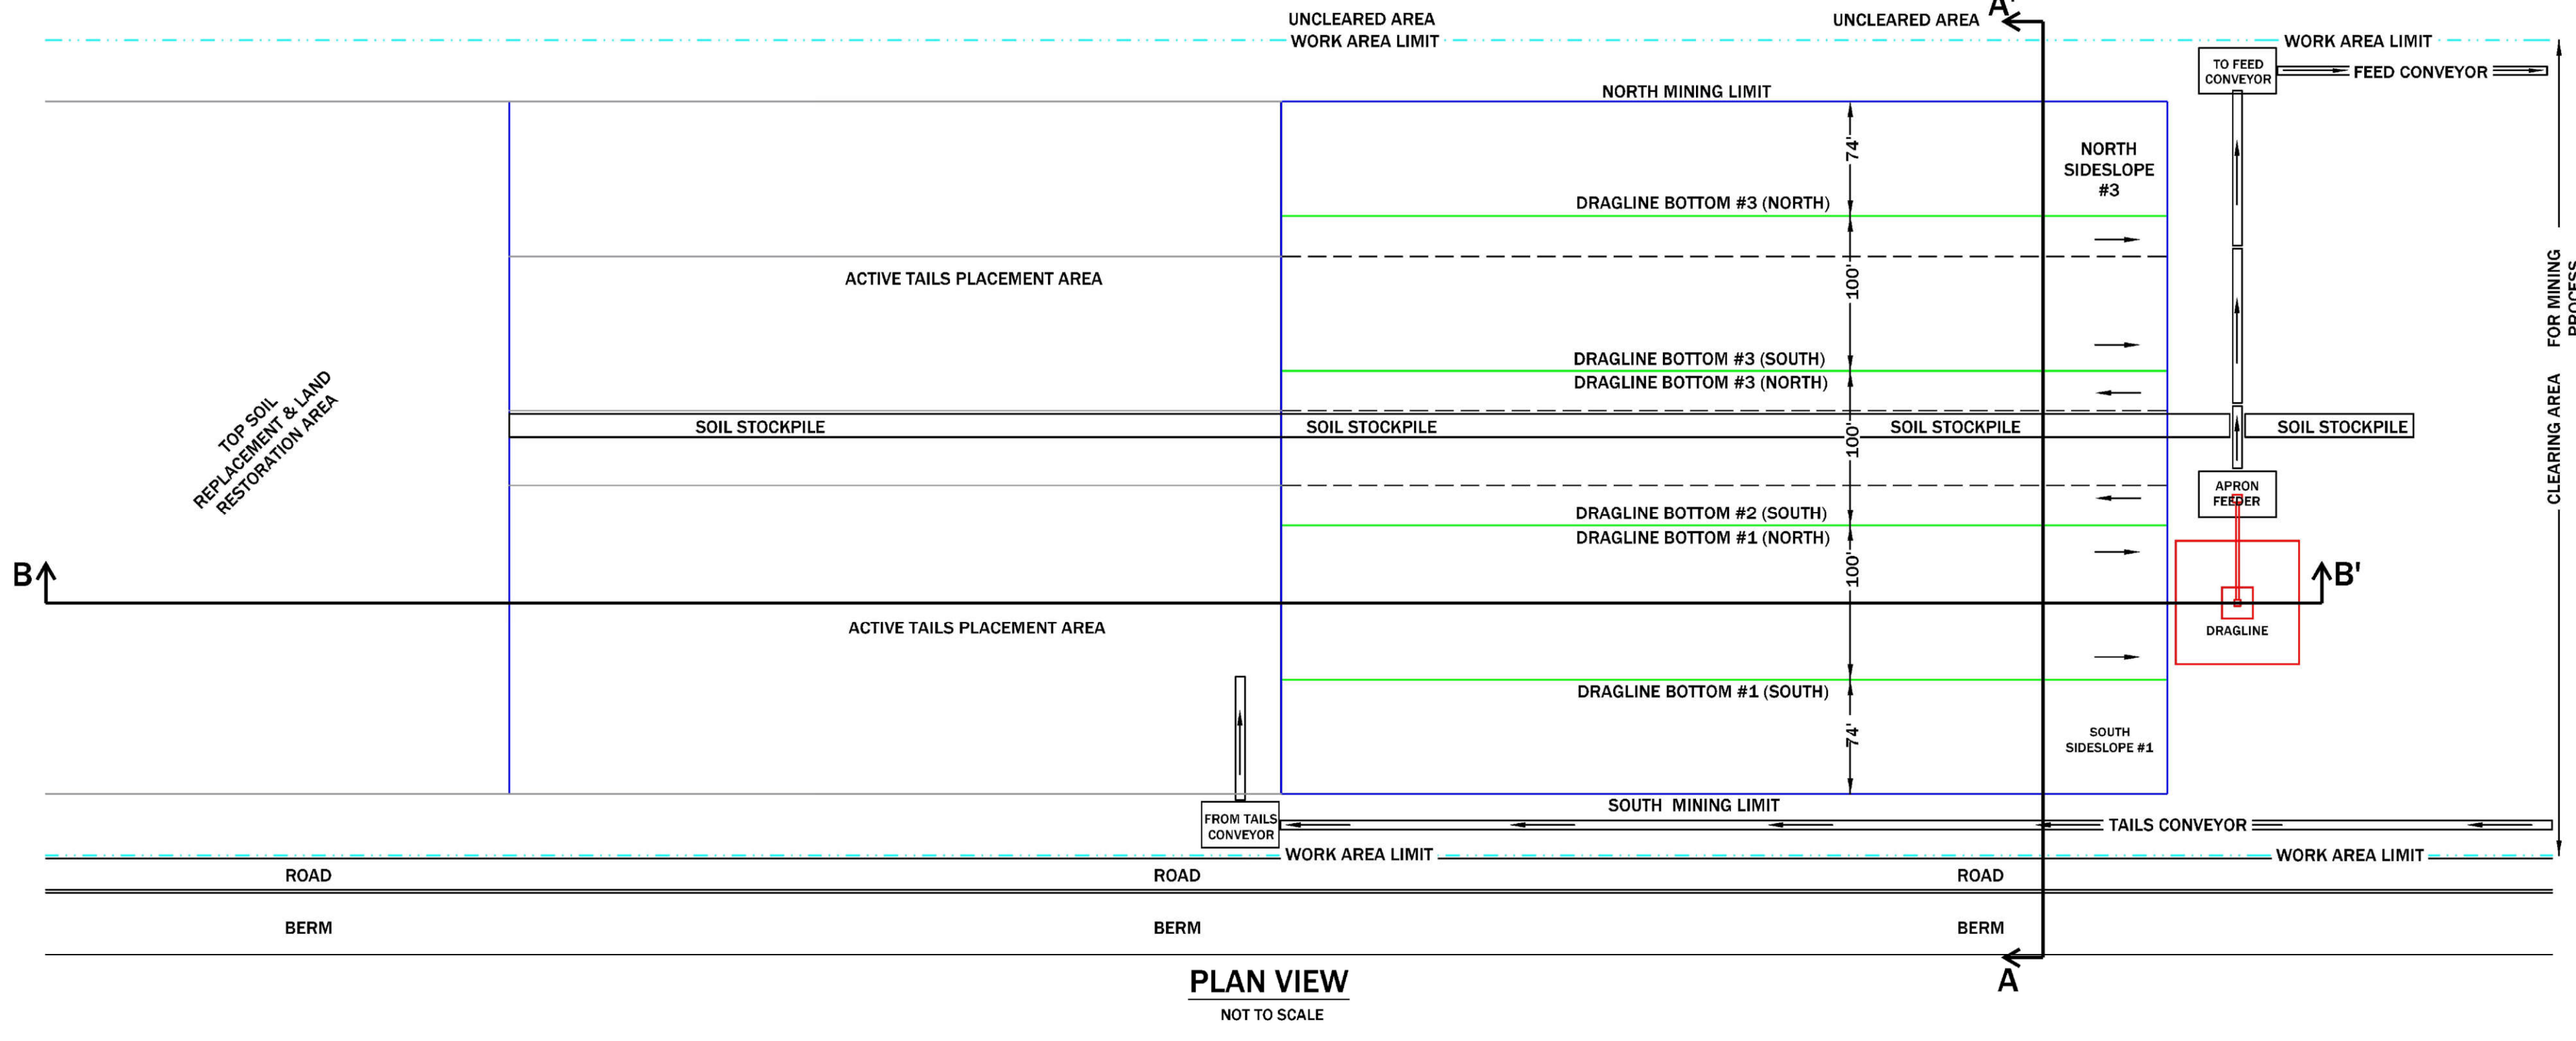 UNCLEARED AREA
UNCLEARED AREA
A'
WORK AREA LIMIT
WORK AREA LIMIT
TO FEED
CONVEYOR
FEED CONVEYOR
NORTH MINING LIMIT
74'
NORTH
SIDESLOPE
#3
DRAGLINE BOTTOM #3 (NORTH)
ACTIVE TAILS PLACEMENT AREA
100'
CLEARING AREA FOR MINING
PROCESS
DRAGLINE BOTTOM #3 (SOUTH)
DRAGLINE BOTTOM #3 (NORTH)
TOP SOIL
REPLACEMENT & LAND
RESTORATION AREA
SOIL STOCKPILE
SOIL STOCKPILE
100'
SOIL STOCKPILE
SOIL STOCKPILE
APRON
FEEDER
DRAGLINE BOTTOM #2 (SOUTH)
DRAGLINE BOTTOM #1 (NORTH)
100'
B
B'
ACTIVE TAILS PLACEMENT AREA
DRAGLINE
DRAGLINE BOTTOM #1 (SOUTH)
74'
SOUTH
SIDESLOPE #1
SOUTH MINING LIMIT
FROM TAILS
CONVEYOR
TAILS CONVEYOR
WORK AREA LIMIT
WORK AREA LIMIT
ROAD
ROAD
ROAD
BERM
BERM
BERM
A
PLAN VIEW
NOT TO SCALE